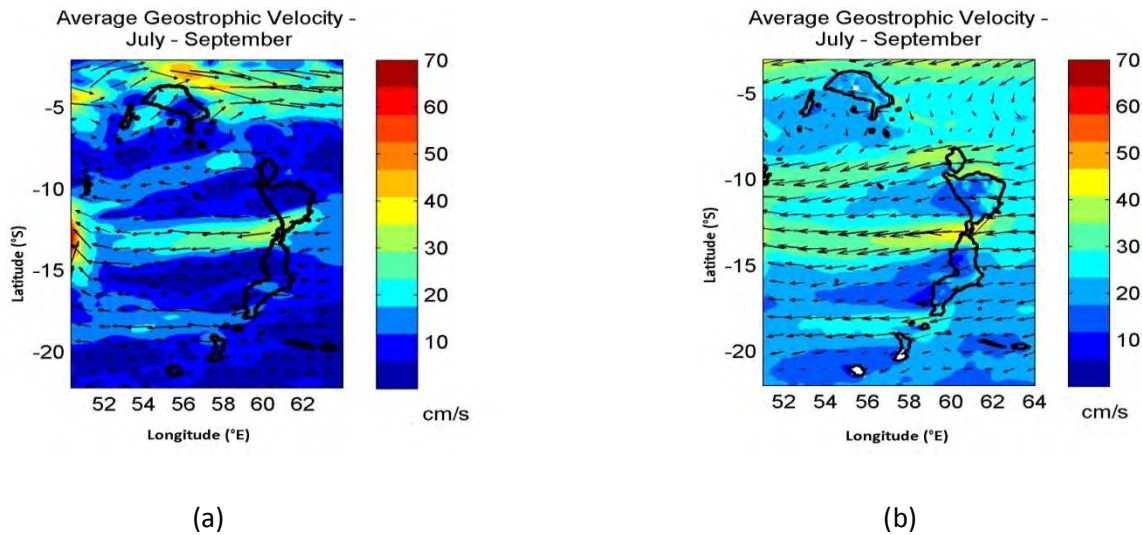 Average Geostrophic Velocity -
July - September
70
60
50
40
30
20
10
cm/s
-5
-10
-15
-20
Latitude (°S)
52 54 56 58 60 62
Longitude (°E)
(a)
Average Geostrophic Velocity -
July - September
70
60
50
40
30
20
10
cm/s
-5
-10
-15
-20
Latitude (°S)
52 54 56 58 60 62 64
Longitude (°E)
(b)